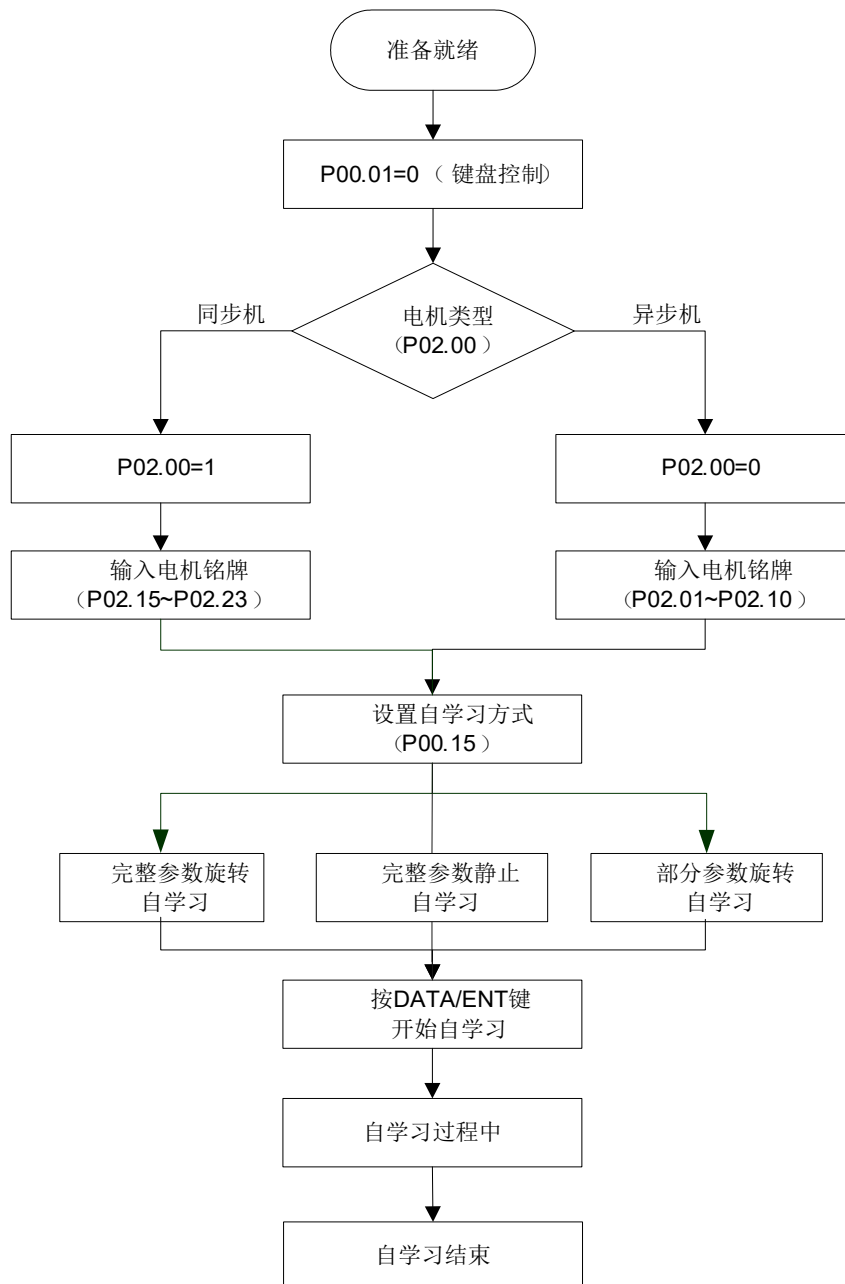 准备就绪
P00.01=0（键盘控制）
同步机
电机类型
（P02.00）
异步机
P02.00=1
P02.00=0
输入电机铭牌
（P02.15~P02.23）
输入电机铭牌
（P02.01~P02.10）
设置自学习方式
（P00.15）
完整参数旋转
自学习
完整参数静止
自学习
部分参数旋转
自学习
按DATA/ENT键
开始自学习
自学习过程中
自学习结束